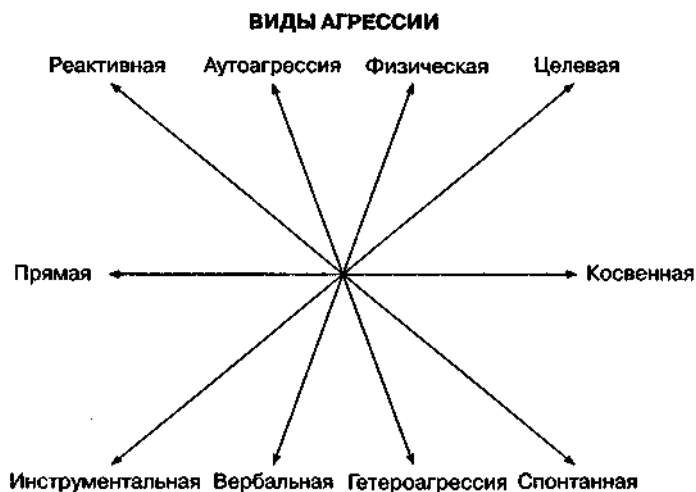 ВИДЫ АГРЕССИИ
Реактивная Аутоагрессия Физическая Целевая
Прямая Косвенная
Инструментальная Вербальная Гетероагрессия Спонтанная